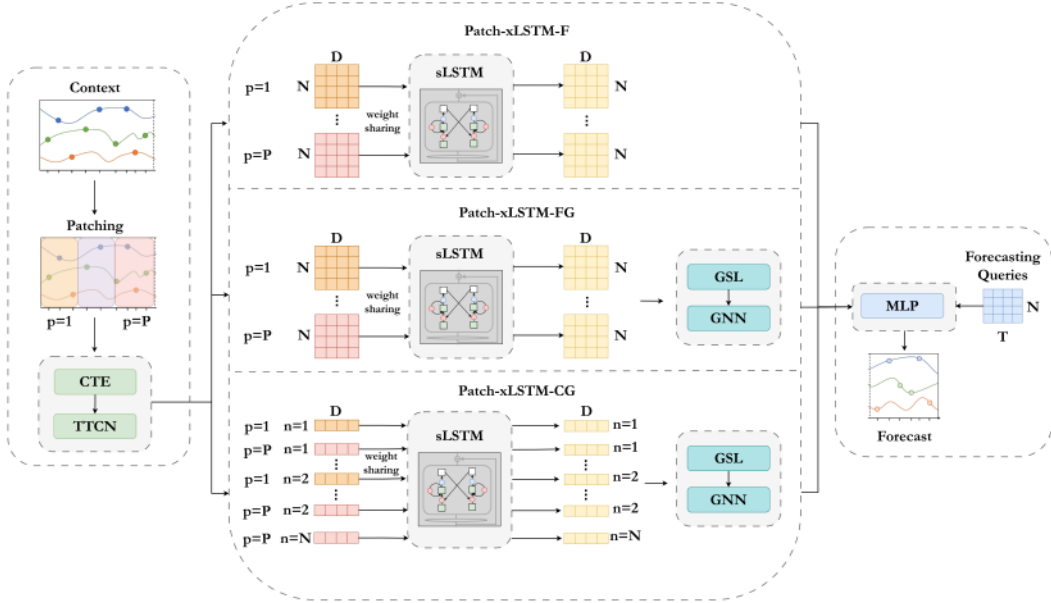 Context
Patching
p=1 p=P
CTE
TTCN
Patch-xLSTM-F
D D
p=1 N sLSTM N
weight
sharing
p=P N N
Patch-xLSTM-FG
D D
p=1 N sLSTM N
weight
sharing
p=P N N
GSL
GNN
Patch-xLSTM-CG
D D
p=1 n=1 sLSTM n=1
p=P n=1 n=1
weight
sharing
p=1 n=2 n=2
p=P n=2 n=2
p=P n=N n=N
GSL
GNN
Forecasting
Queries
MLP N
T
Forecast